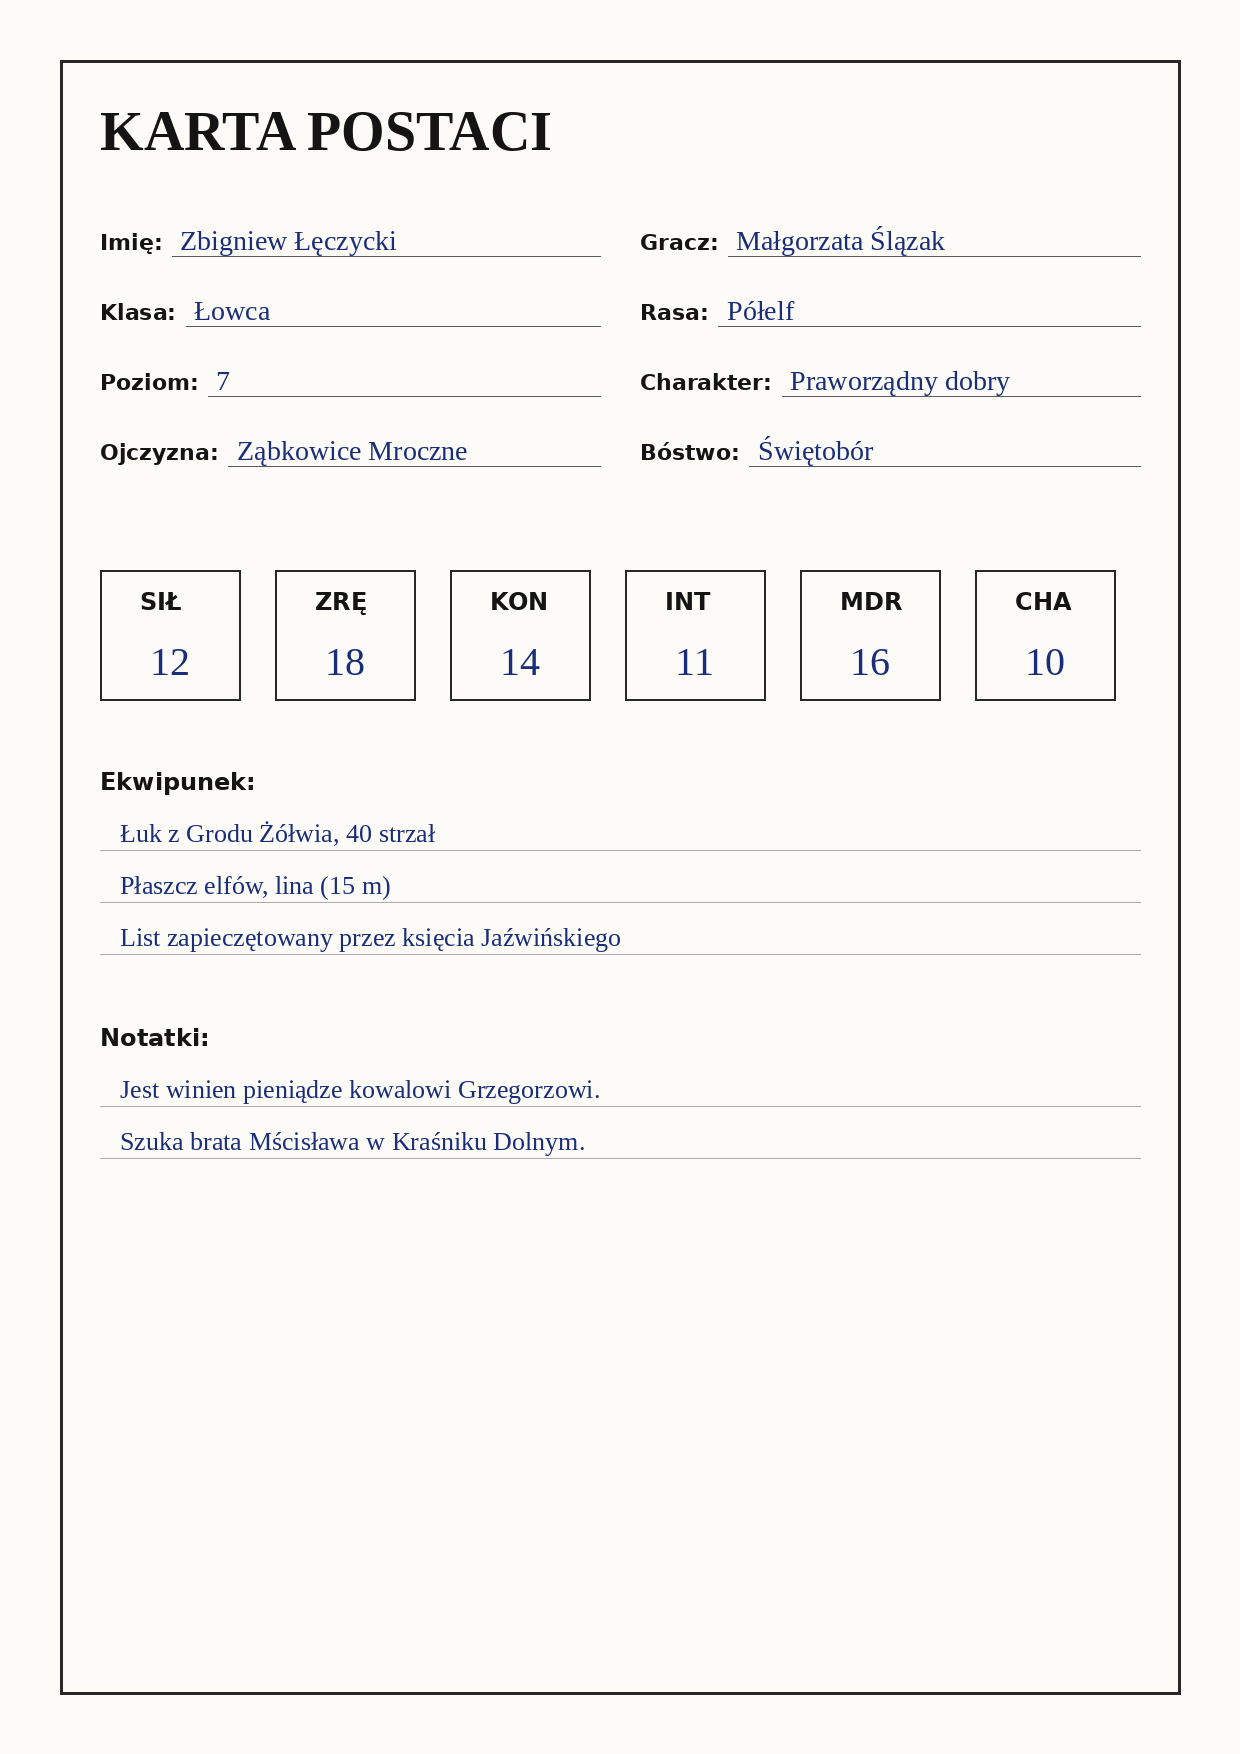 KARTA POSTACI
Imię: Zbigniew Łęczycki Gracz: Małgorzata Ślązak
Klasa: Łowca Rasa: Półelf
Poziom: 7 Charakter: Praworządny dobry
Ojczyzna: Ząbkowice Mroczne Bóstwo: Świętobór
SIŁ ZRĘ KON INT MDR CHA
12 18 14 11 16 10
Ekwipunek:
Łuk z Grodu Żółwia, 40 strzał
Płaszcz elfów, lina (15 m)
List zapieczętowany przez księcia Jaźwińskiego
Notatki:
Jest winien pieniądze kowalowi Grzegorzowi.
Szuka brata Mścisława w Kraśniku Dolnym.